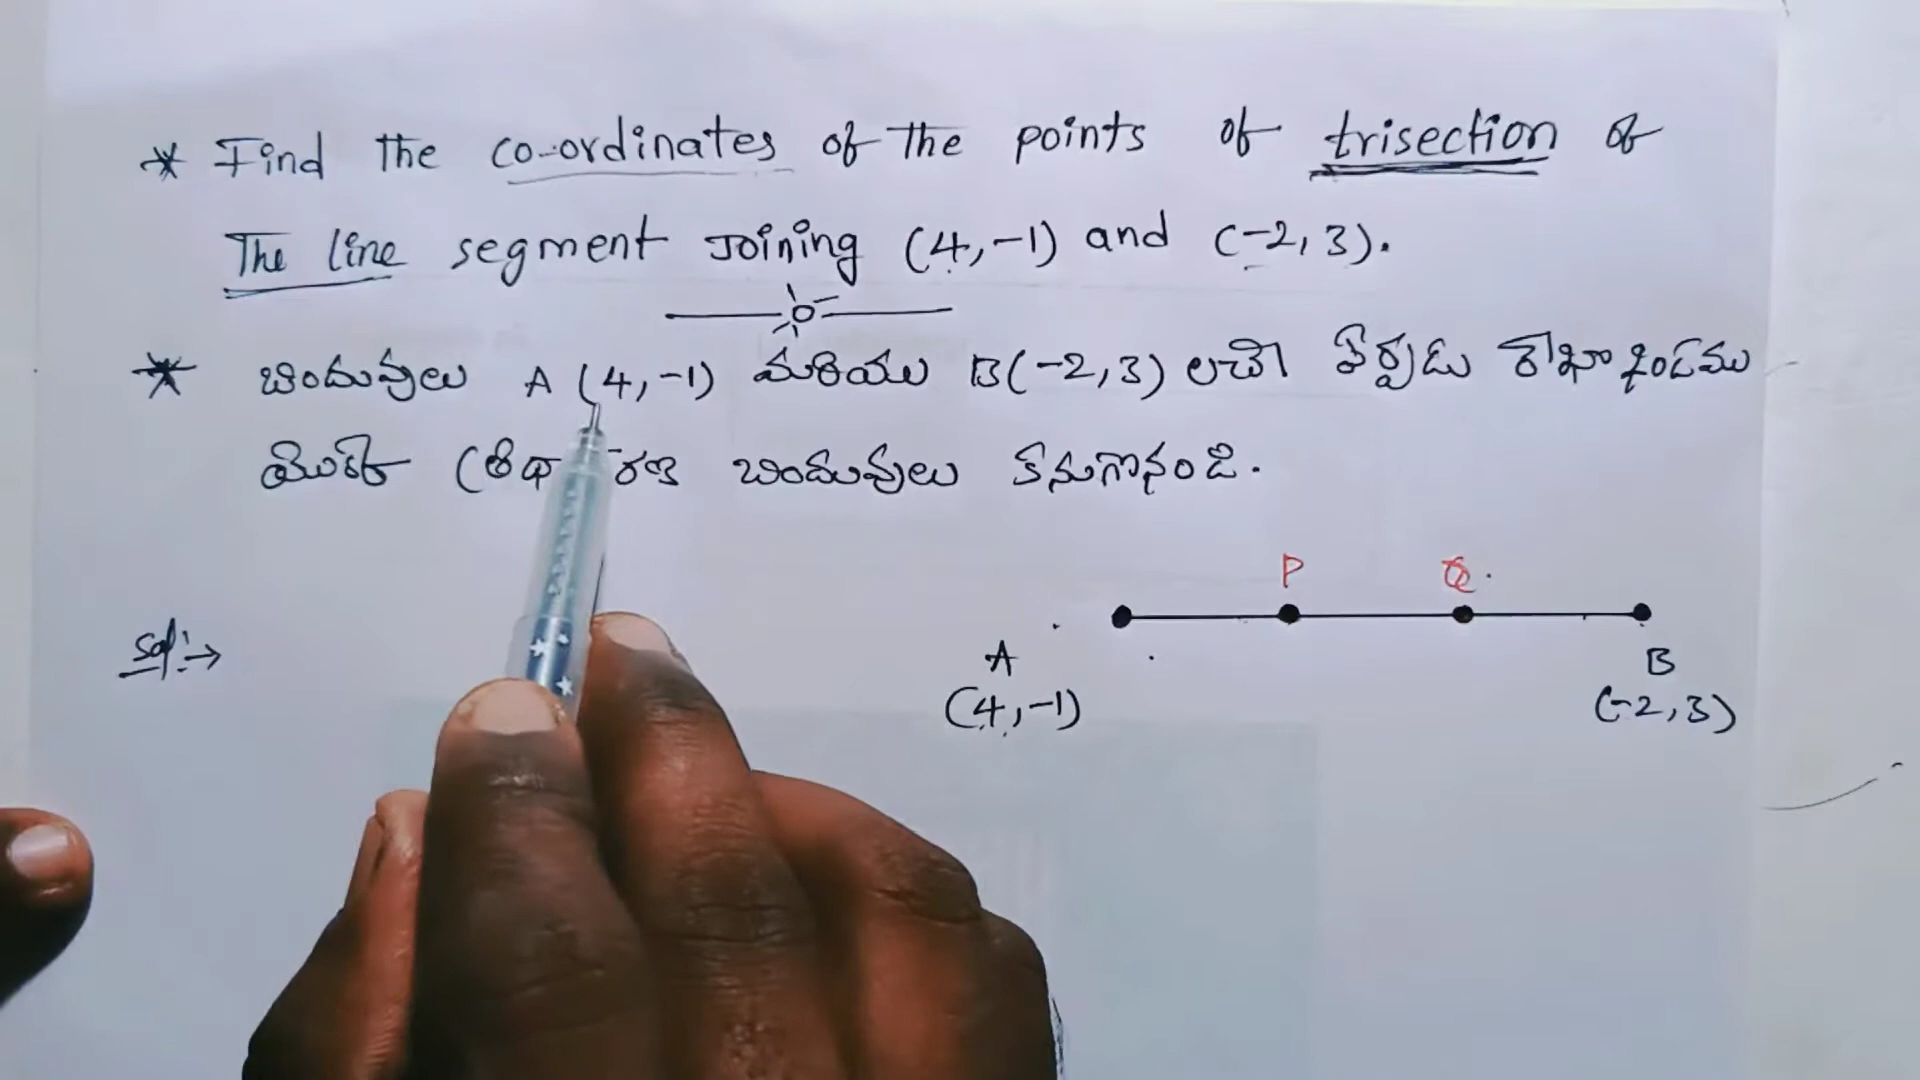 * Find the co-ordinates of the points of trisection of
The line segment Joining (4,-1) and (-2,3).
* బిందువులు A (4,-1) మరియు B(-2,3) లచే ఏర్పడు రేఖాఖండము
యొక్క బిందువులు కనుగొనండి.
P Q
Sol:→
A B
(4,-1) (-2,3)